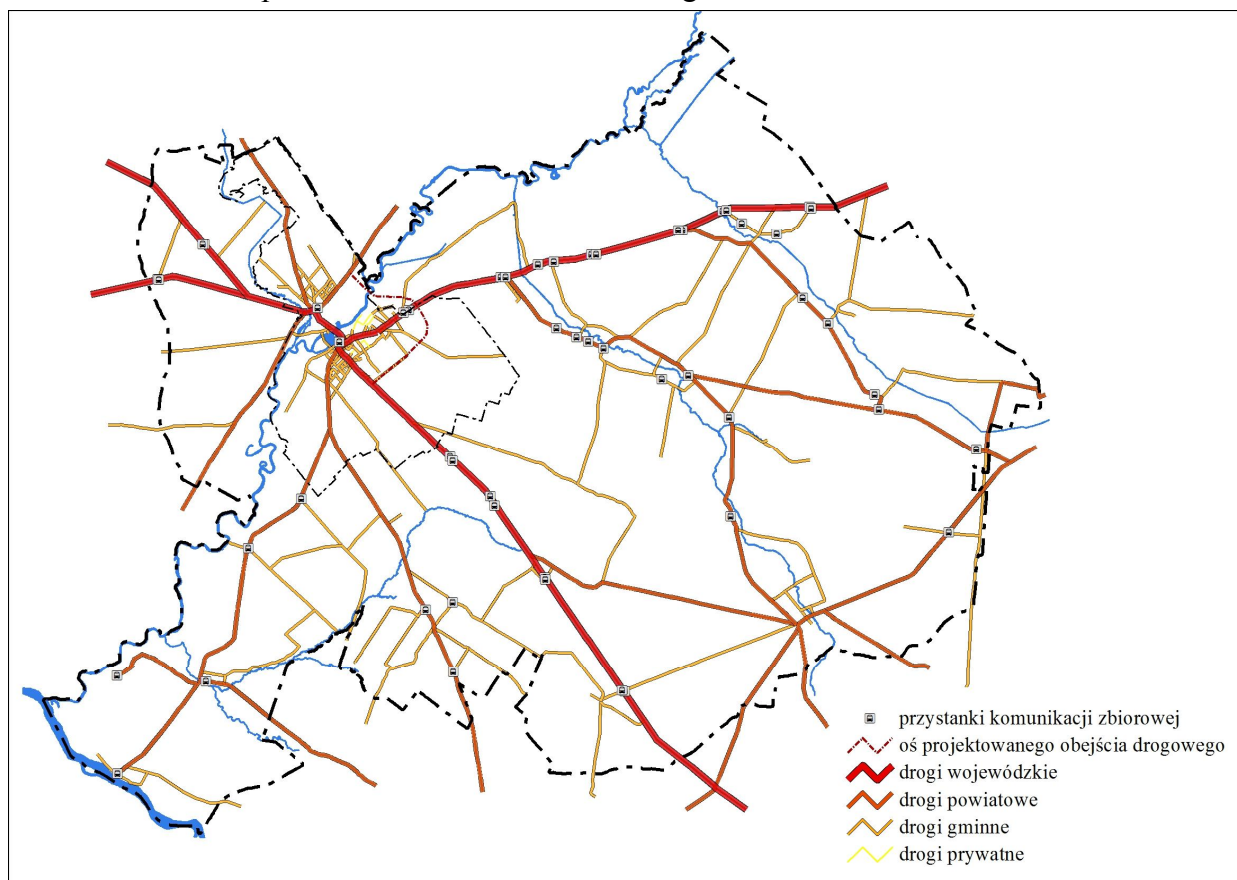 przystanki komunikacji zbiorowej
oś projektowanego obejścia drogowego
drogi wojewódzkie
drogi powiatowe
drogi gminne
drogi prywatne